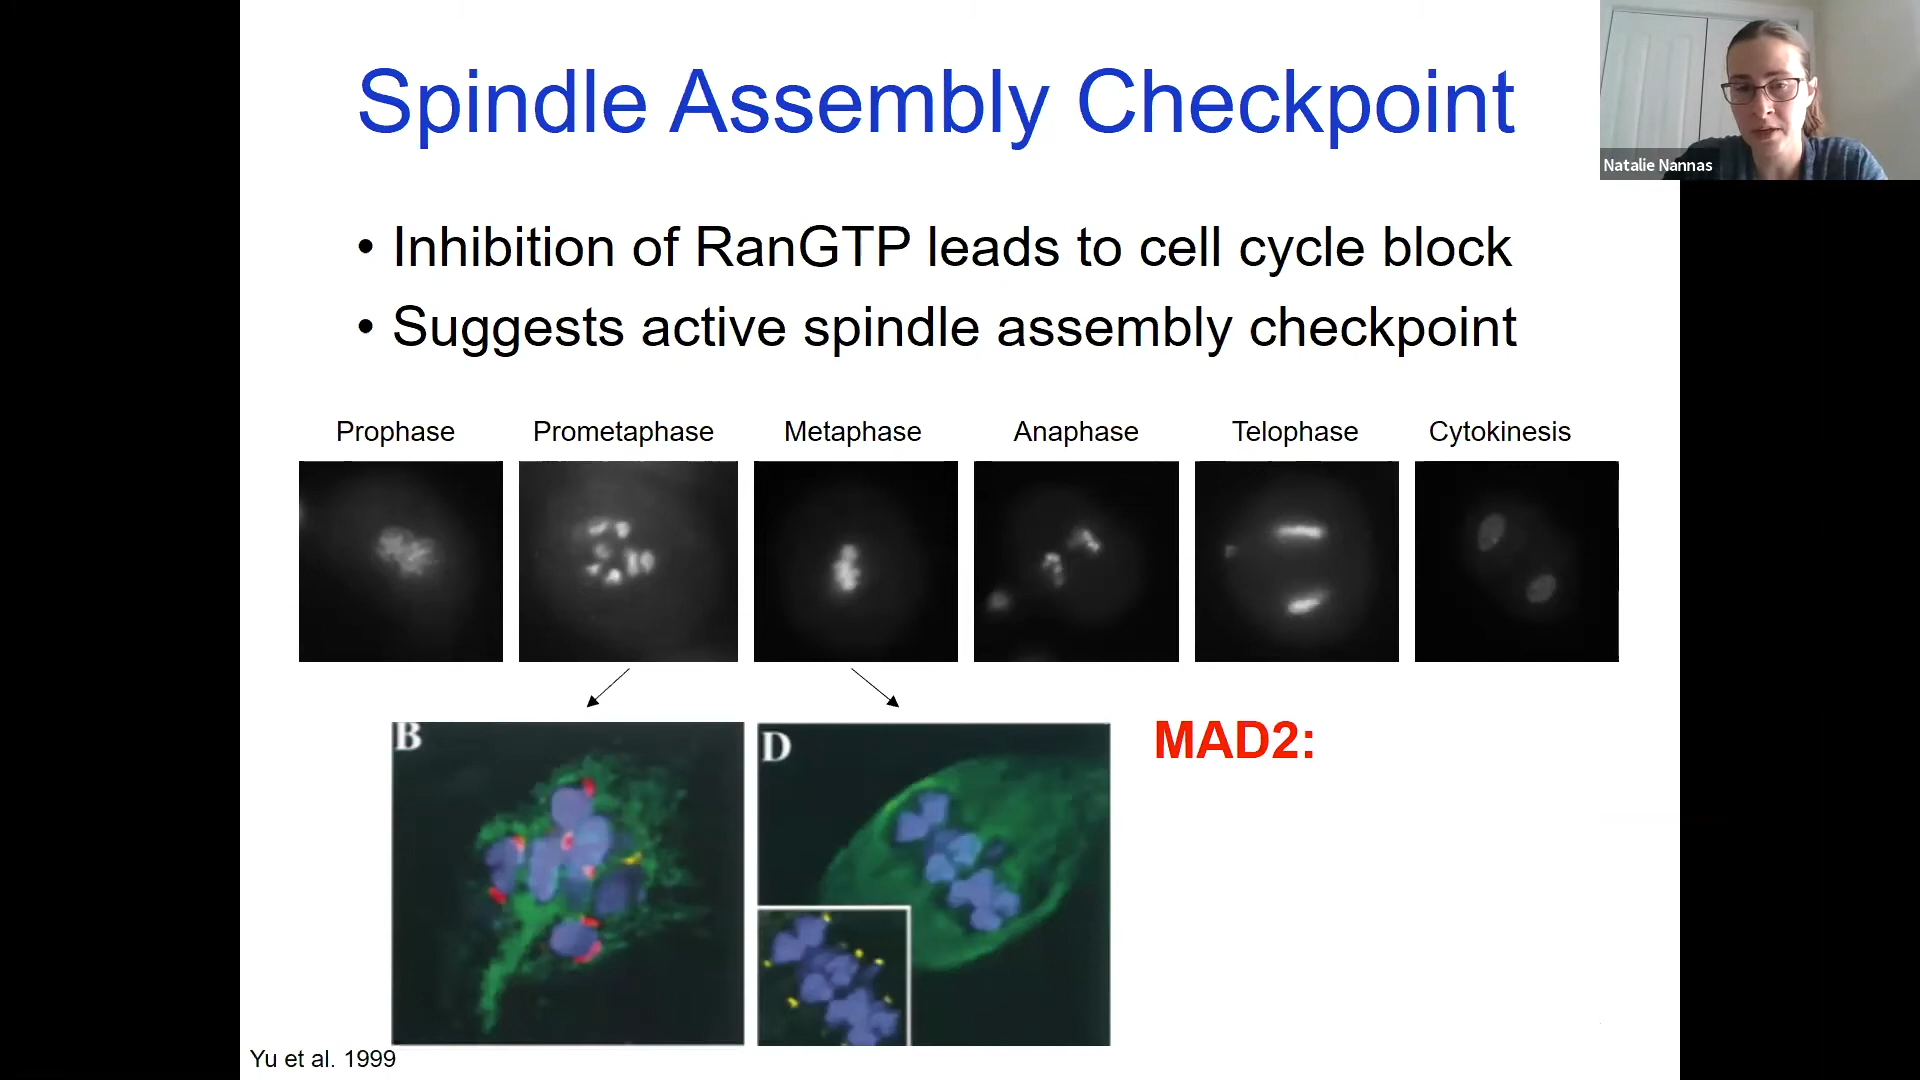 Spindle Assembly Checkpoint
Natalie Nannas
• Inhibition of RanGTP leads to cell cycle block
• Suggests active spindle assembly checkpoint
Prophase Prometaphase Metaphase Anaphase Telophase Cytokinesis
B D MAD2:
Yu et al. 1999